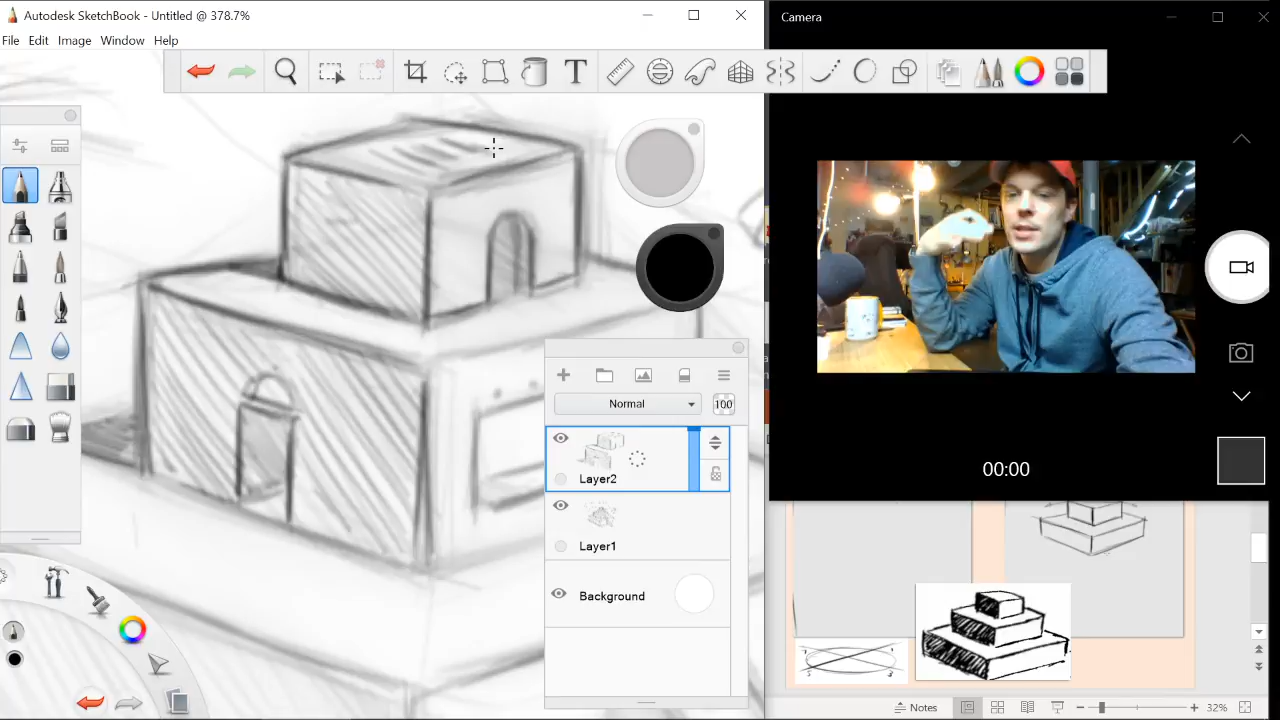 Autodesk SketchBook - Untitled @ 378.7%
File Edit Image Window Help
T
Normal
100
Layer2
Layer1
Background
Camera
00:00
Notes
32%